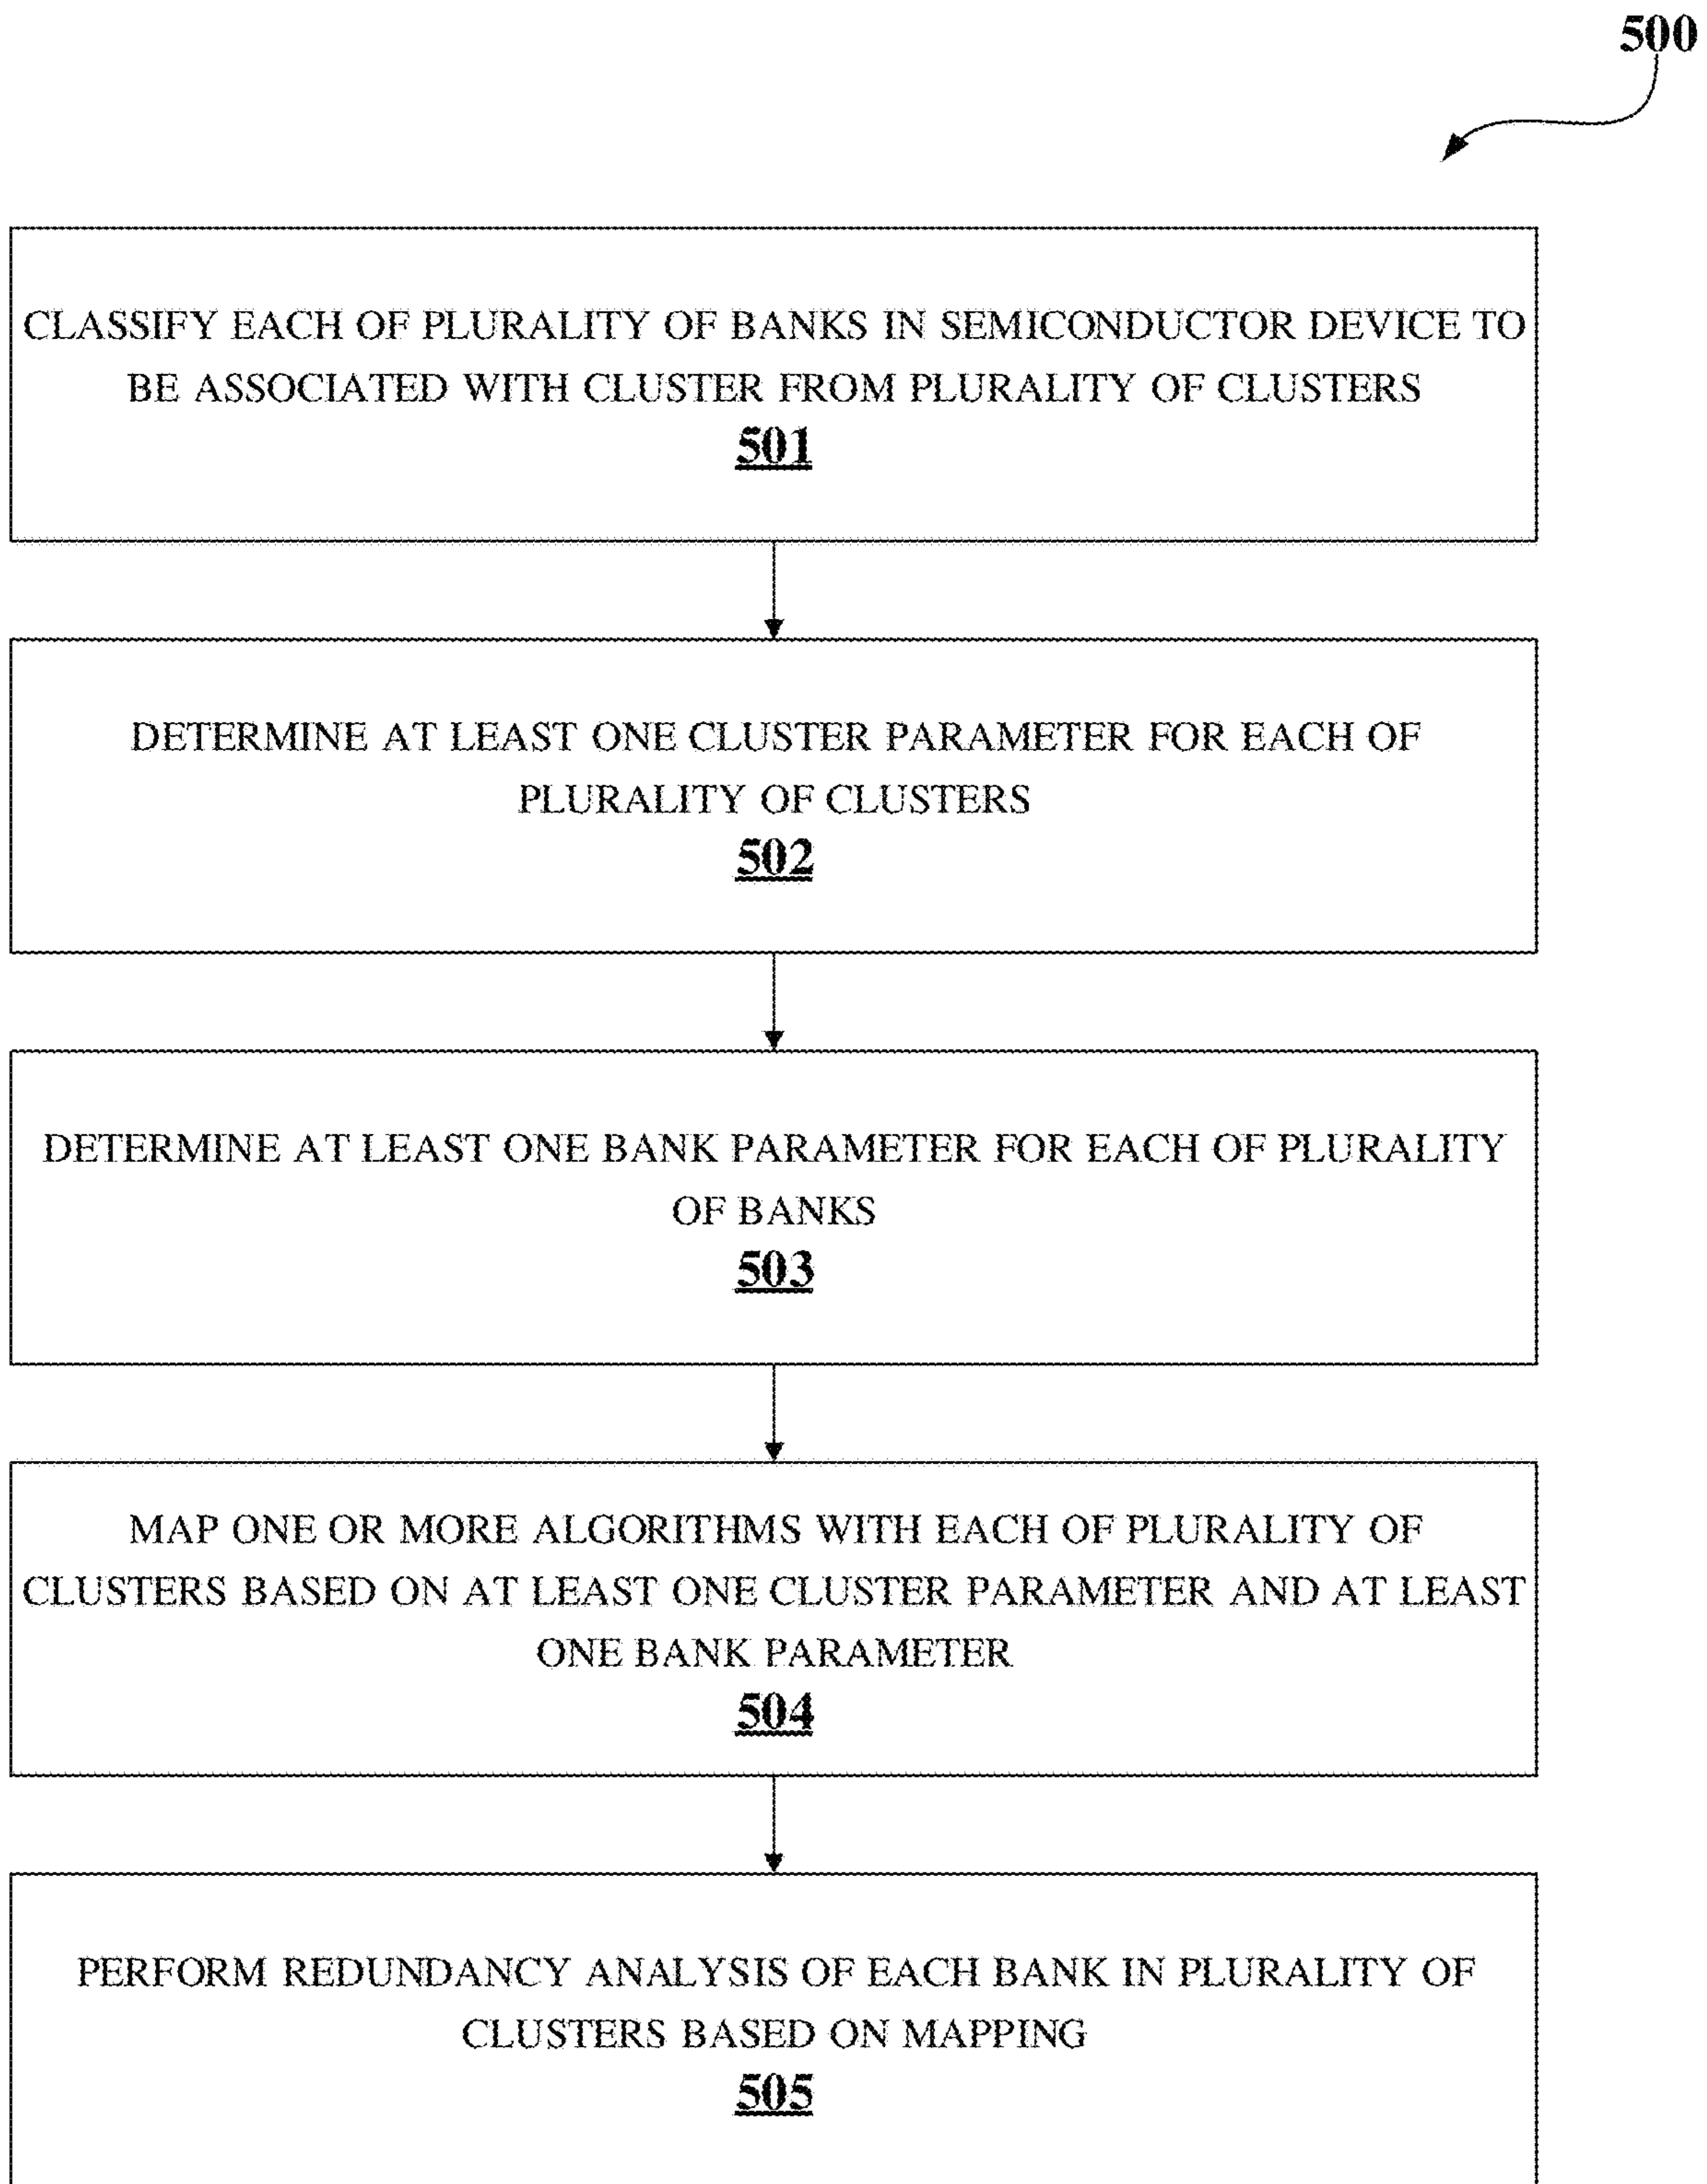 500
CLASSIFY EACH OF PLURALITY OF BANKS IN SEMICONDUCTOR DEVICE TO
BE ASSOCIATED WITH CLUSTER FROM PLURALITY OF CLUSTERS
501
DETERMINE AT LEAST ONE CLUSTER PARAMETER FOR EACH OF
PLURALITY OF CLUSTERS
502
DETERMINE AT LEAST ONE BANK PARAMETER FOR EACH OF PLURALITY
OF BANKS
503
MAP ONE OR MORE ALGORITHMS WITH EACH OF PLURALITY OF
CLUSTERS BASED ON AT LEAST ONE CLUSTER PARAMETER AND AT LEAST
ONE BANK PARAMETER
504
PERFORM REDUNDANCY ANALYSIS OF EACH BANK IN PLURALITY OF
CLUSTERS BASED ON MAPPING
505